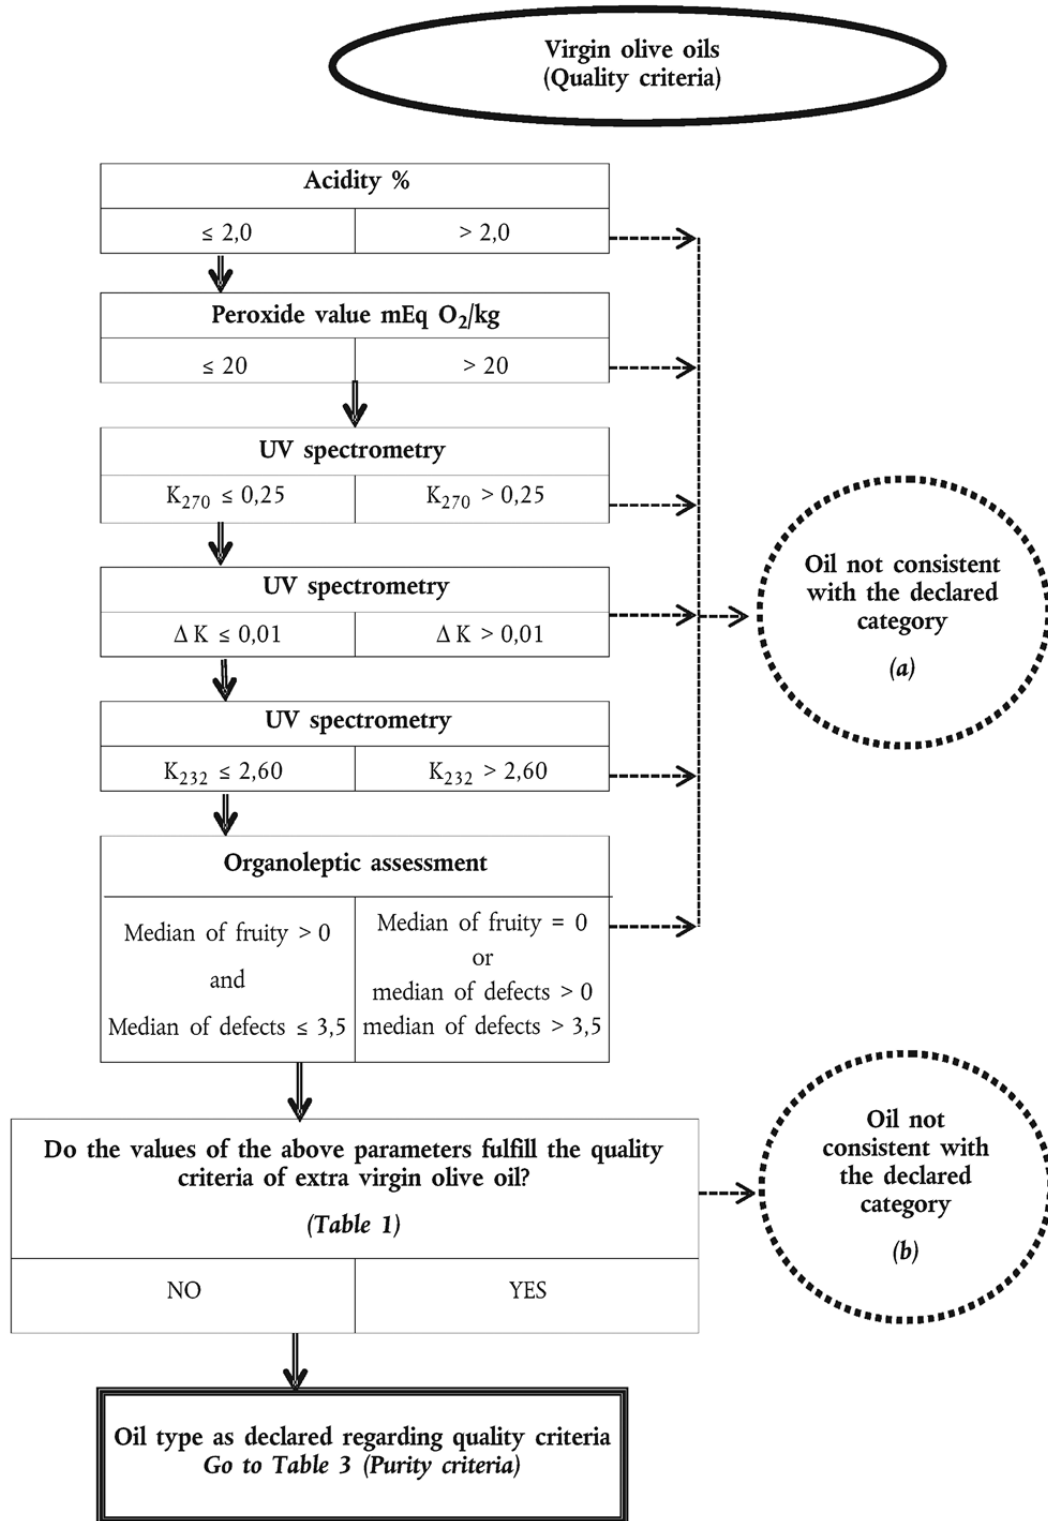 Virgin olive oils
(Quality criteria)
Acidity %
≤ 2,0
> 2,0
Peroxide value mEq O₂/kg
≤ 20
> 20
UV spectrometry
K₂₇₀ ≤ 0,25
K₂₇₀ > 0,25
UV spectrometry
Δ K ≤ 0,01
Δ K > 0,01
UV spectrometry
K₂₃₂ ≤ 2,60
K₂₃₂ > 2,60
Organoleptic assessment
Median of fruity > 0
and
Median of defects ≤ 3,5
Median of fruity = 0
or
median of defects > 0
median of defects > 3,5
Oil not consistent
with the declared
category
(a)
Do the values of the above parameters fulfill the quality
criteria of extra virgin olive oil?
(Table 1)
NO
YES
Oil not
consistent with
the declared
category
(b)
Oil type as declared regarding quality criteria
Go to Table 3 (Purity criteria)